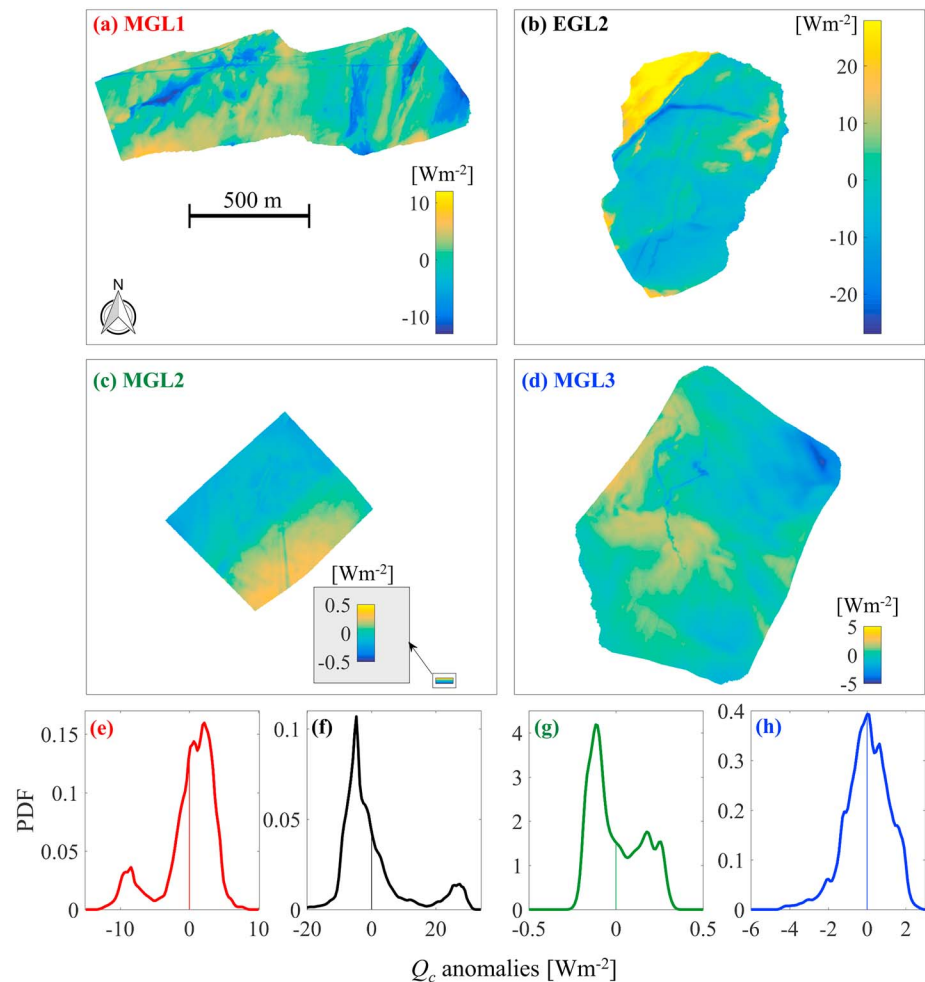 (a) MGL1
500 m
N
[Wm-2]
10
0
-10
(b) EGL2
[Wm-2]
20
10
0
-10
-20
(c) MGL2
[Wm-2]
0.5
0
-0.5
(d) MGL3
[Wm-2]
5
0
-5
PDF
(e)
0.15
0.1
0.05
0
-10 0 10
(f)
0.1
0.05
0
-20 0 20
(g)
4
3
2
1
0
-0.5 0 0.5
(h)
0.4
0.3
0.2
0.1
0
-6 -4 -2 0 2
Qc anomalies [Wm-2]